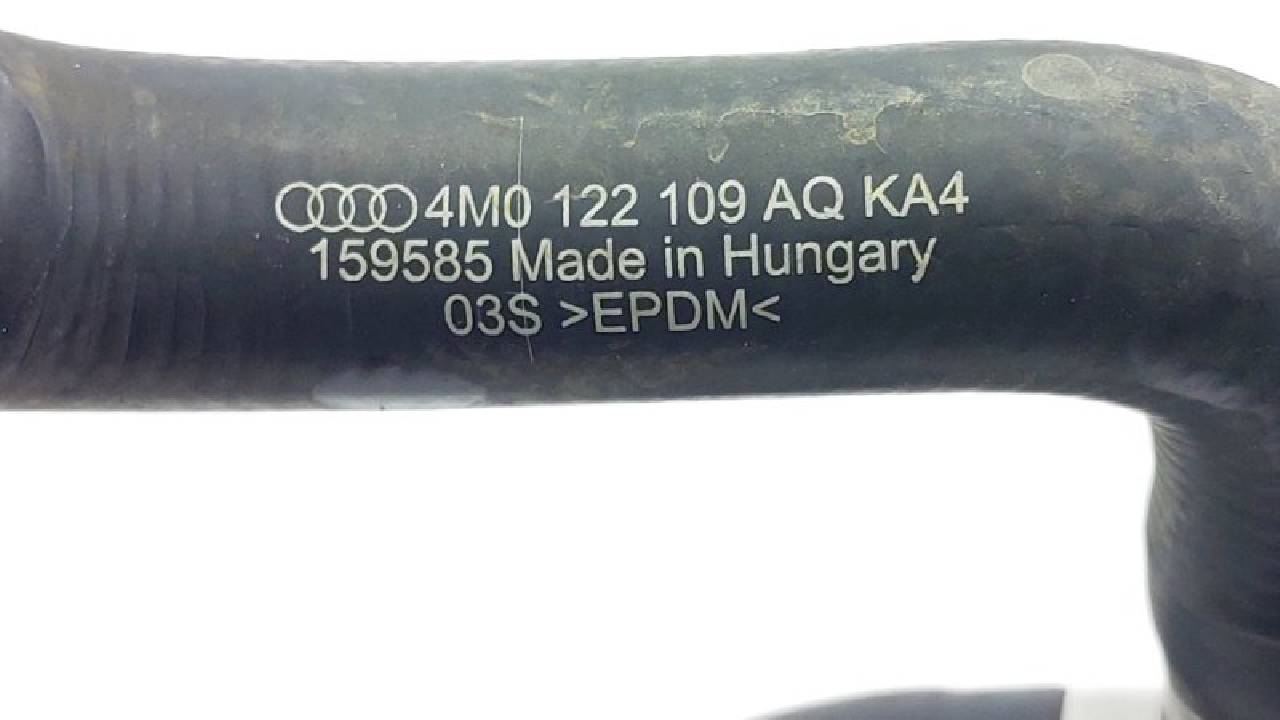 4M0 122 109 AQ KA4
159585 Made in Hungary
03S >EPDM<